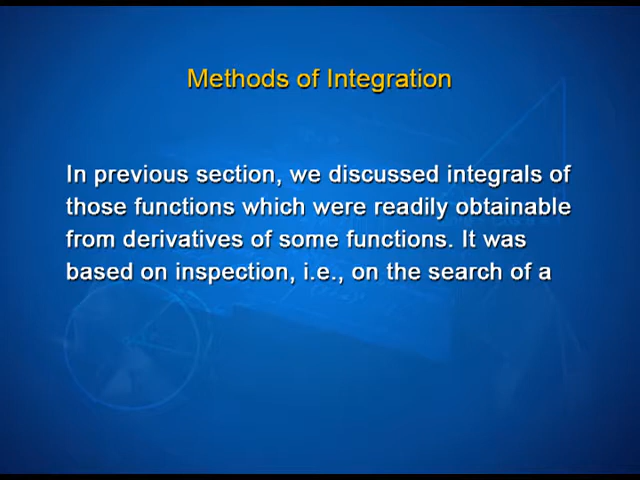 Methods of Integration
In previous section, we discussed integrals of
those functions which were readily obtainable
from derivatives of some functions. It was
based on inspection, i.e., on the search of a